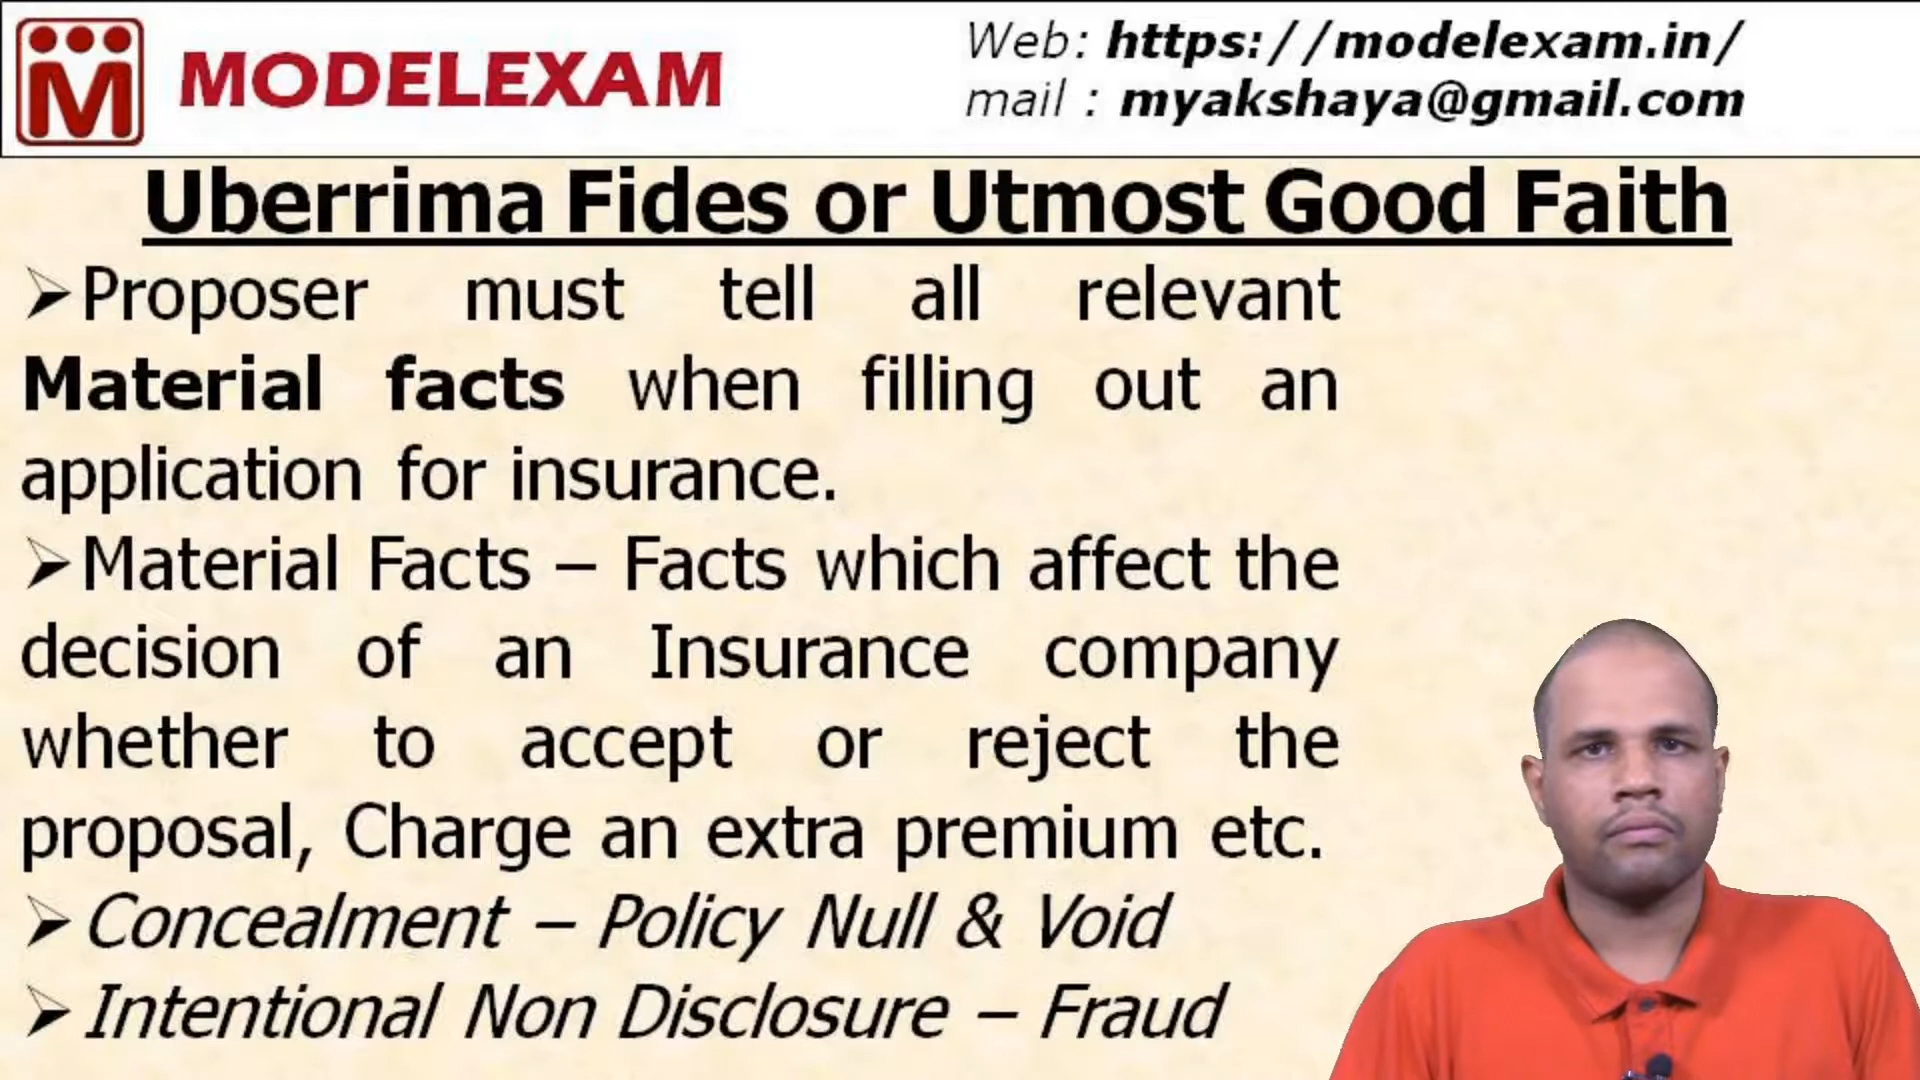 MODELEXAM
Web: https://modelexam.in/
mail : myakshaya@gmail.com
Uberrima Fides or Utmost Good Faith
➢Proposer must tell all relevant
Material facts when filling out an
application for insurance.
➢Material Facts – Facts which affect the
decision of an Insurance company
whether to accept or reject the
proposal, Charge an extra premium etc.
➢Concealment – Policy Null & Void
➢Intentional Non Disclosure – Fraud